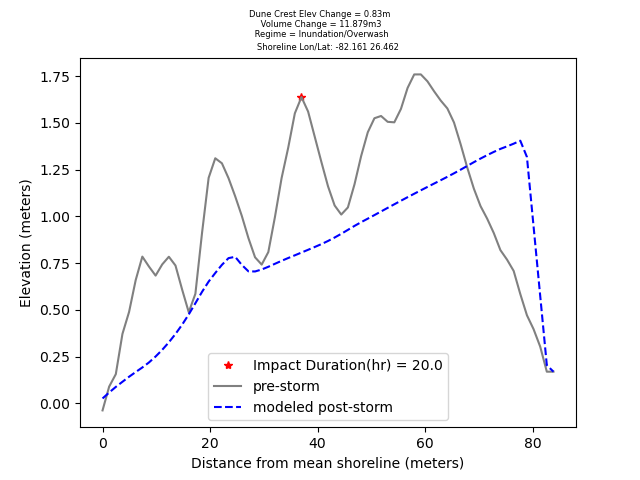 Dune Crest Elev Change = 0.83m
Volume Change = 11.879m3
Regime = Inundation/Overwash
Shoreline Lon/Lat: -82.161 26.462
1.75
1.50
1.25
1.00
0.75
0.50
0.25
0.00
Elevation (meters)
Impact Duration(hr) = 20.0
pre-storm
modeled post-storm
0 20 40 60 80
Distance from mean shoreline (meters)